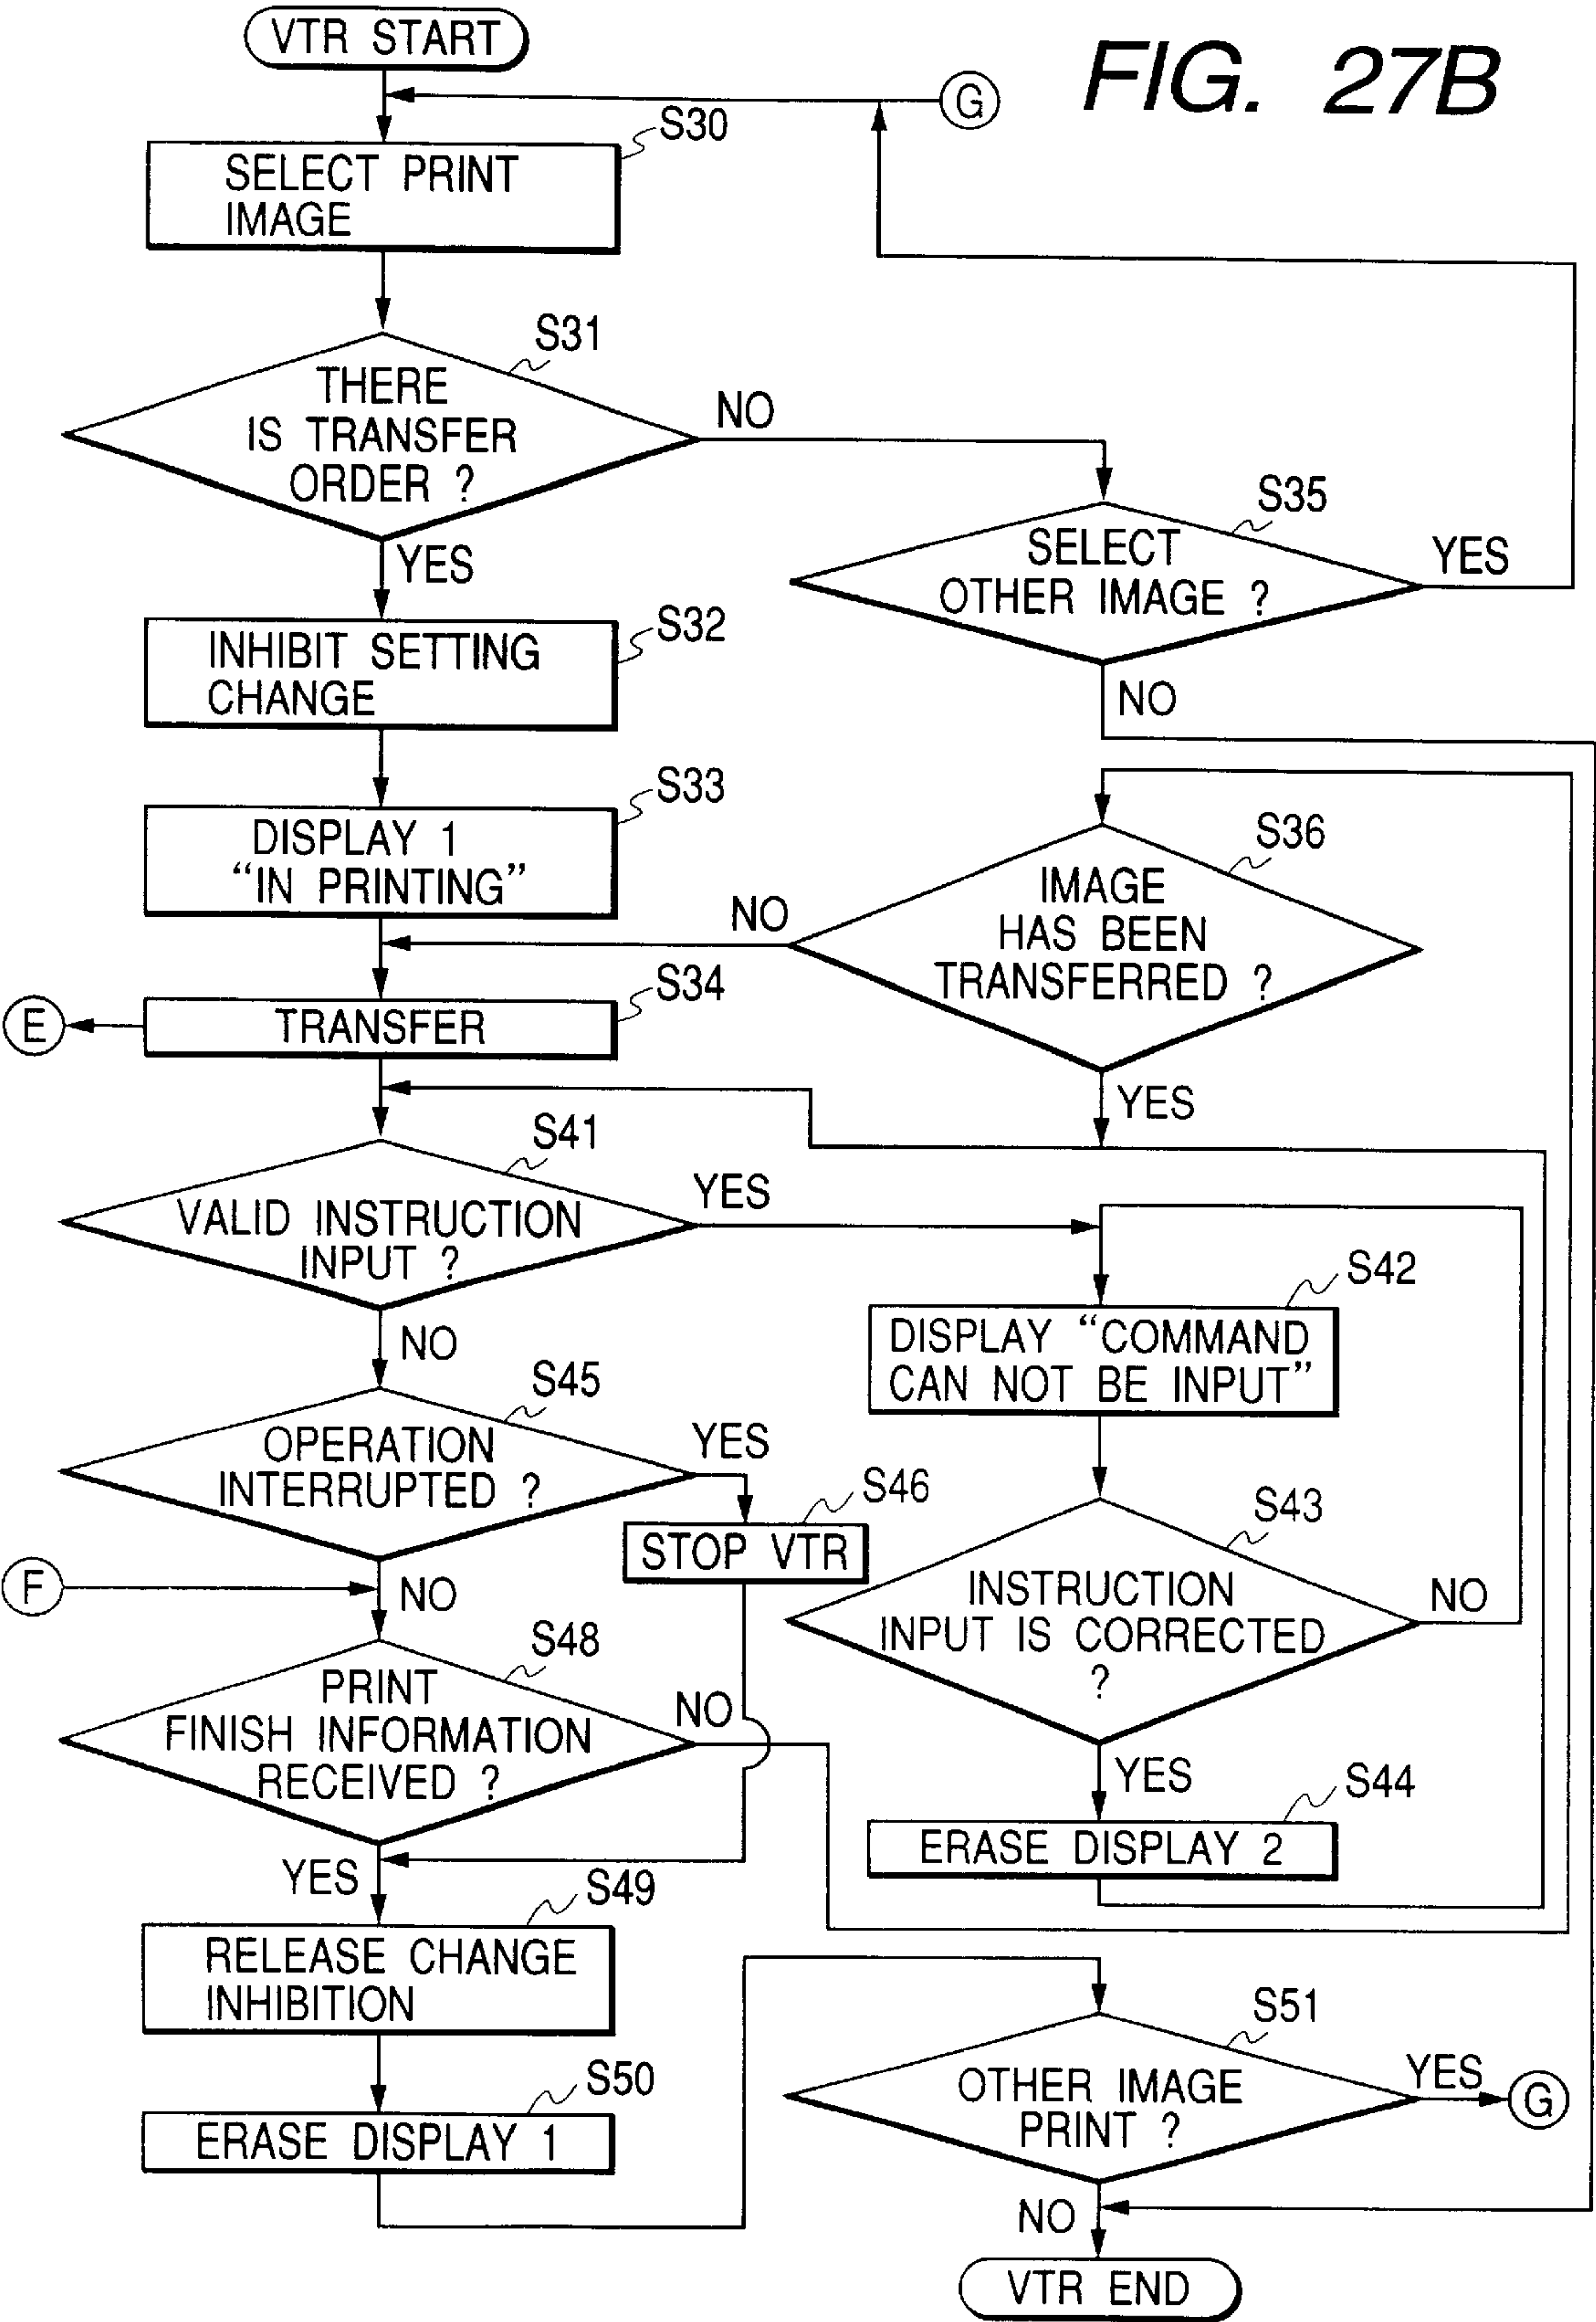 FIG. 27B
VTR START
G
S30
SELECT PRINT
IMAGE
S31
THERE
IS TRANSFER
ORDER ?
NO
YES
S35
SELECT
OTHER IMAGE ?
YES
NO
S32
INHIBIT SETTING
CHANGE
S33
DISPLAY 1
“IN PRINTING”
S36
IMAGE
HAS BEEN
TRANSFERRED ?
NO
YES
S34
TRANSFER
E
S41
VALID INSTRUCTION
INPUT ?
YES
NO
S42
DISPLAY “COMMAND
CAN NOT BE INPUT”
S45
OPERATION
INTERRUPTED ?
YES
NO
S46
STOP VTR
S43
INSTRUCTION
INPUT IS CORRECTED
?
NO
YES
F
S48
PRINT
FINISH INFORMATION
RECEIVED ?
NO
YES
S44
ERASE DISPLAY 2
S49
RELEASE CHANGE
INHIBITION
S50
ERASE DISPLAY 1
S51
OTHER IMAGE
PRINT ?
YES
G
NO
VTR END